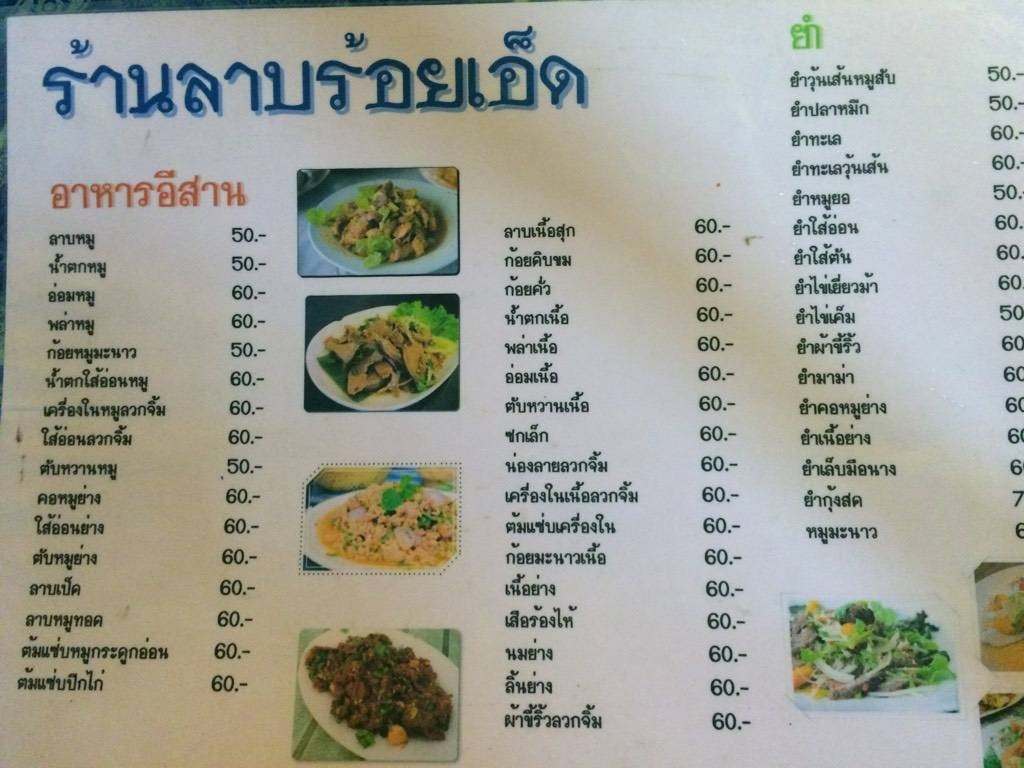 ร้านลาบร้อยเอ็ด
อาหารอีสาน
ลาบหมู 50.-
น้ำตกหมู 50.-
อ่อมหมู 60.-
พล่าหมู 60.-
ก้อยหมูมะนาว 50.-
น้ำตกใส้อ่อนหมู 60.-
เครื่องในหมูลวกจิ้ม 60.-
ใส้อ่อนลวกจิ้ม 60.-
ตับหวานหมู 50.-
คอหมูย่าง 60.-
ใส้อ่อนย่าง 60.-
ตับหมูย่าง 60.-
ลาบเป็ด 60.-
ลาบหมูทอด 60.-
ต้มแซ่บหมูกระดูกอ่อน 60.-
ต้มแซ่บปีกไก่ 60.-
ลาบเนื้อสุก 60.-
ก้อยดิบขม 60.-
ก้อยคั่ว 60.-
น้ำตกเนื้อ 60.-
พล่าเนื้อ 60.-
อ่อมเนื้อ 60.-
ตับหวานเนื้อ 60.-
ซกเล็ก 60.-
น่องลายลวกจิ้ม 60.-
เครื่องในเนื้อลวกจิ้ม 60.-
ต้มแซ่บเครื่องใน 60.-
ก้อยมะนาวเนื้อ 60.-
เนื้อย่าง 60.-
เสือร้องไห้ 60.-
นมย่าง 60.-
ลิ้นย่าง 60.-
ผ้าขี้ริ้วลวกจิ้ม 60.-
ยำ
ยำวุ้นเส้นหมูสับ 50.-
ยำปลาหมึก 50.-
ยำทะเล 60.-
ยำทะเลวุ้นเส้น 60.-
ยำหมูยอ 50.-
ยำใส้อ่อน 60.
ยำใส้ตัน 60.
ยำไข่เยี่ยวม้า 60.
ยำไข่เค็ม 50
ยำผ้าขี้ริ้ว 60
ยำมาม่า 60
ยำคอหมูย่าง 60
ยำเนื้อย่าง 60
ยำเล็บมือนาง
ยำกุ้งสด 7
หมูมะนาว 6